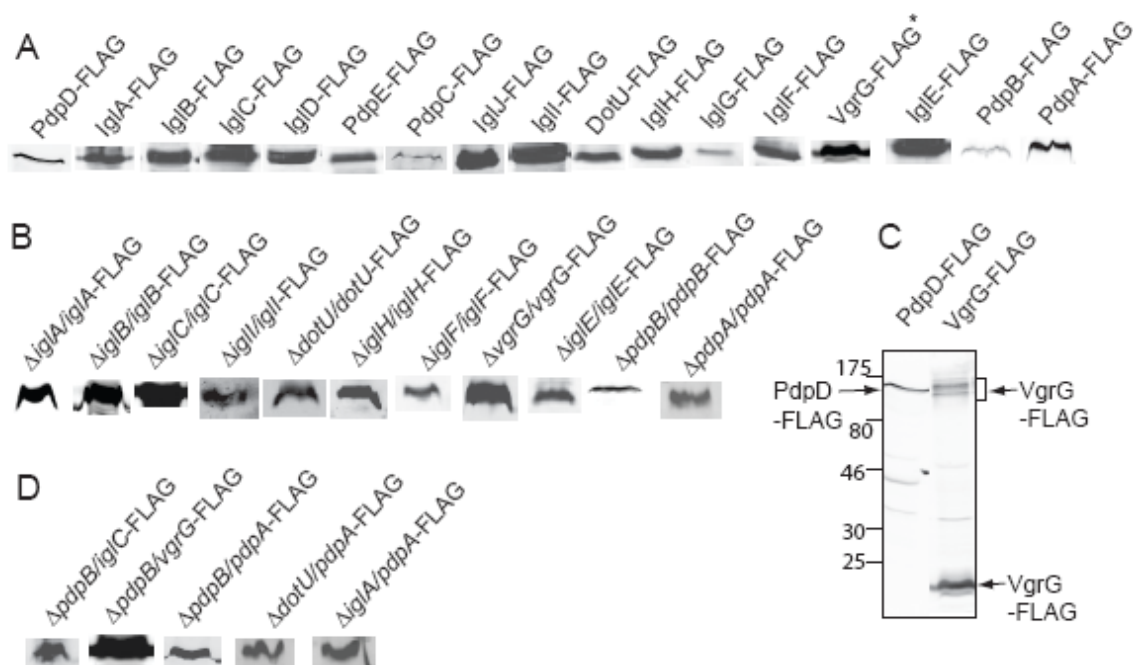 A
PdpD-FLAG
IglA-FLAG
IglB-FLAG
IglC-FLAG
IglD-FLAG
PdpE-FLAG
PdpC-FLAG
IglJ-FLAG
IglI-FLAG
DotU-FLAG
IglH-FLAG
IglG-FLAG
IglF-FLAG
VgrG-FLAG*
IglE-FLAG
PdpB-FLAG
PdpA-FLAG
B
ΔiglA/iglA-FLAG
ΔiglB/iglB-FLAG
ΔiglC/iglC-FLAG
ΔiglI/iglI-FLAG
ΔdotU/dotU-FLAG
ΔiglH/iglH-FLAG
ΔiglF/iglF-FLAG
ΔvgrG/vgrG-FLAG
ΔiglE/iglE-FLAG
ΔpdpB/pdpB-FLAG
ΔpdpA/pdpA-FLAG
C
PdpD-FLAG
VgrG-FLAG
175
PdpD
-FLAG
VgrG
-FLAG
80
46
30
25
VgrG
-FLAG
D
ΔpdpB/iglC-FLAG
ΔpdpB/vgrG-FLAG
ΔpdpB/pdpA-FLAG
ΔdotU/pdpA-FLAG
ΔiglA/pdpA-FLAG